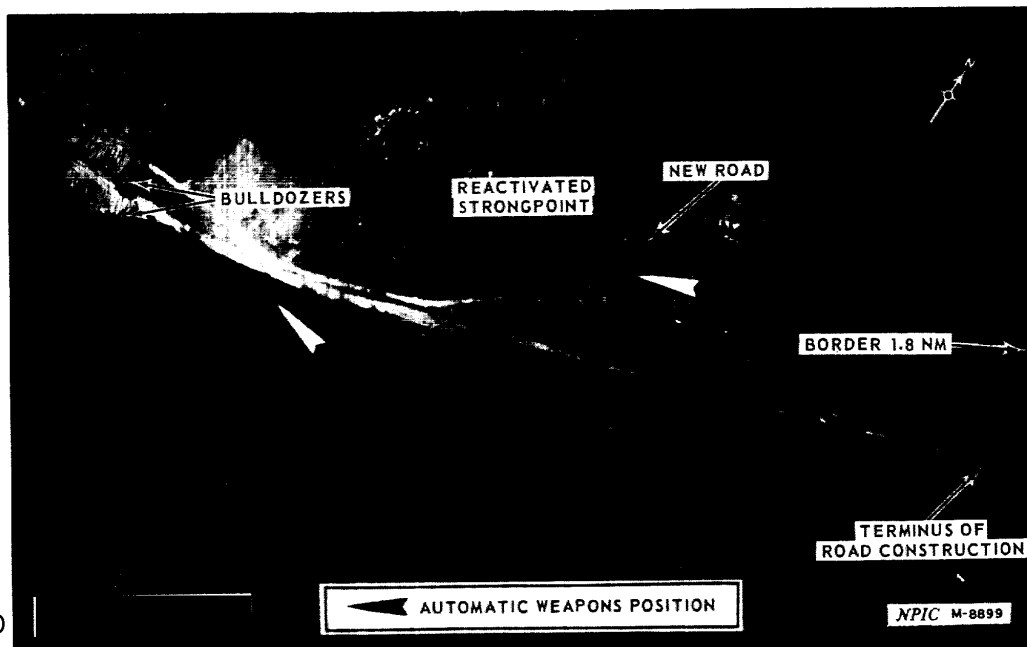 N
NEW ROAD
REACTIVATED
STRONGPOINT
BULLDOZERS
BORDER 1.8 NM
TERMINUS OF
ROAD CONSTRUCTION
AUTOMATIC WEAPONS POSITION
NPIC M-8899